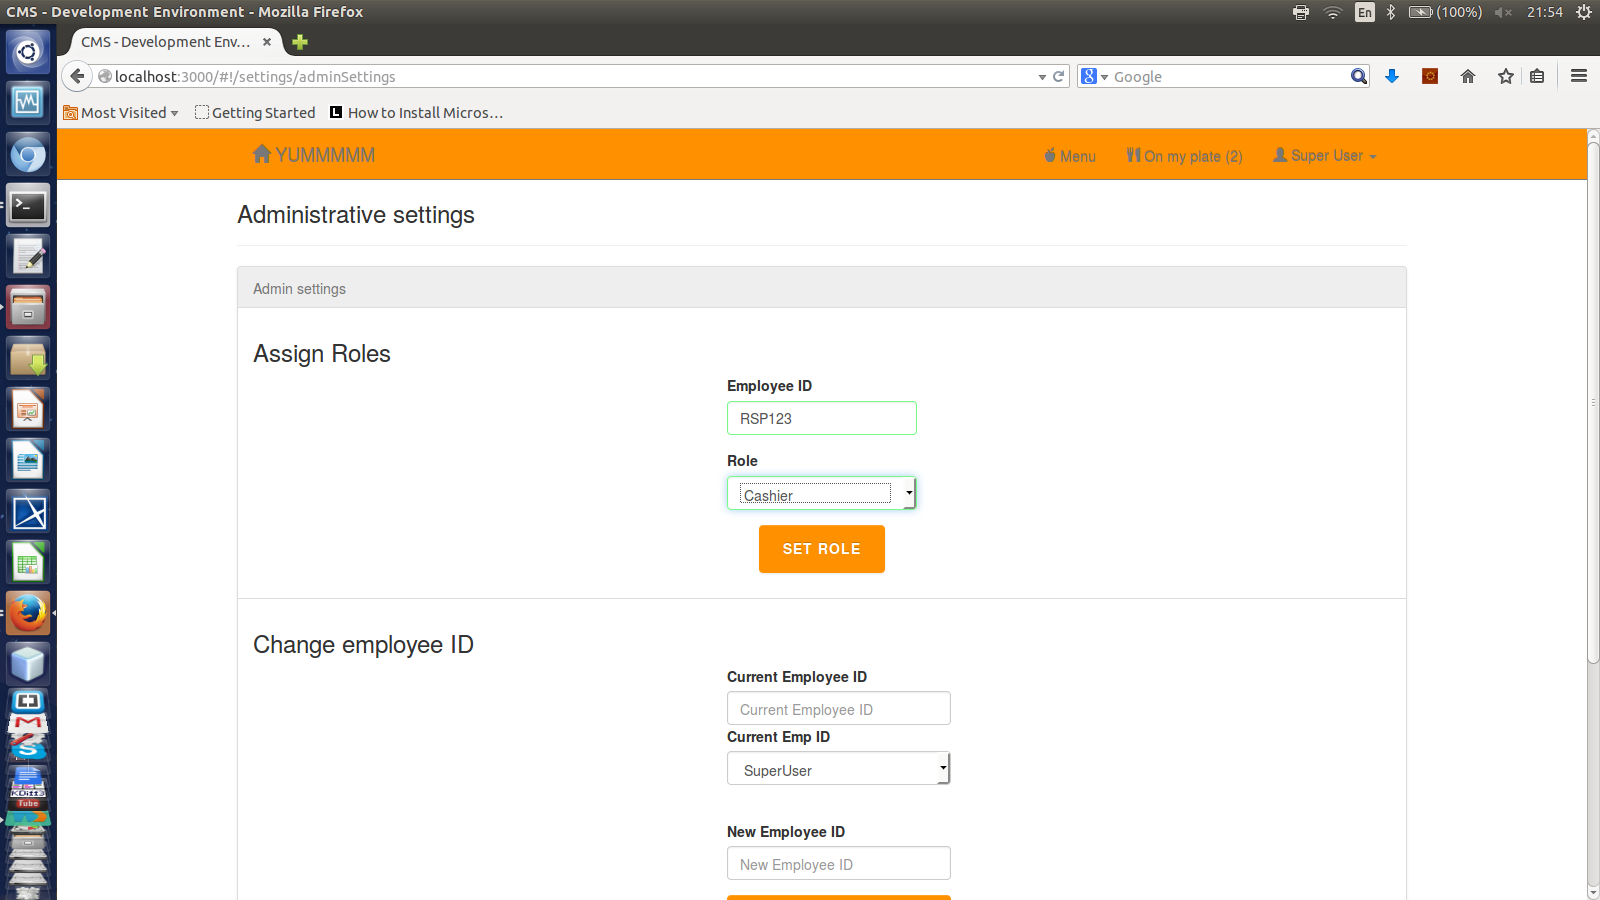 CMS - Development Environment - Mozilla Firefox
En (100%) 21:54
CMS - Development Env...
localhost:3000/#!/settings/adminSettings
Google
Most Visited Getting Started How to Install Micros...
YUMMMMM
Menu On my plate (2) Super User
Administrative settings
Admin settings
Assign Roles
Employee ID
RSP123
Role
Cashier
SET ROLE
Change employee ID
Current Employee ID
Current Employee ID
Current Emp ID
SuperUser
New Employee ID
New Employee ID
KDiff3
Tube